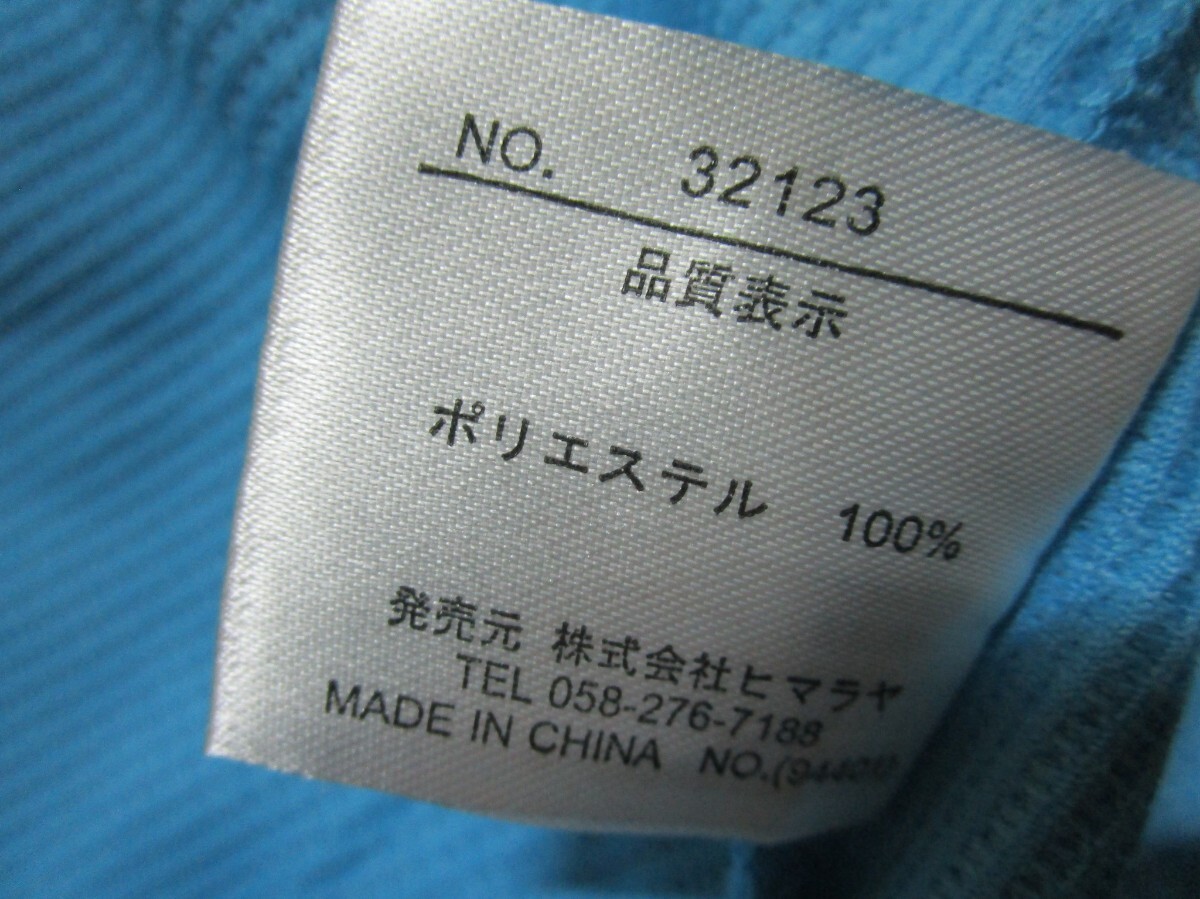 NO. 32123
品質表示
ポリエステル 100%
発売元 株式会社ヒマラヤ
TEL 058-276-7188
MADE IN CHINA NO.